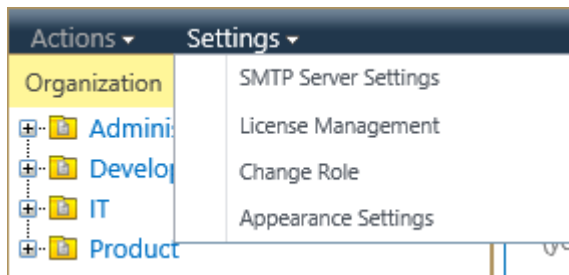 Actions Settings
Organization
SMTP Server Settings
License Management
Change Role
Appearance Settings
IT
Product